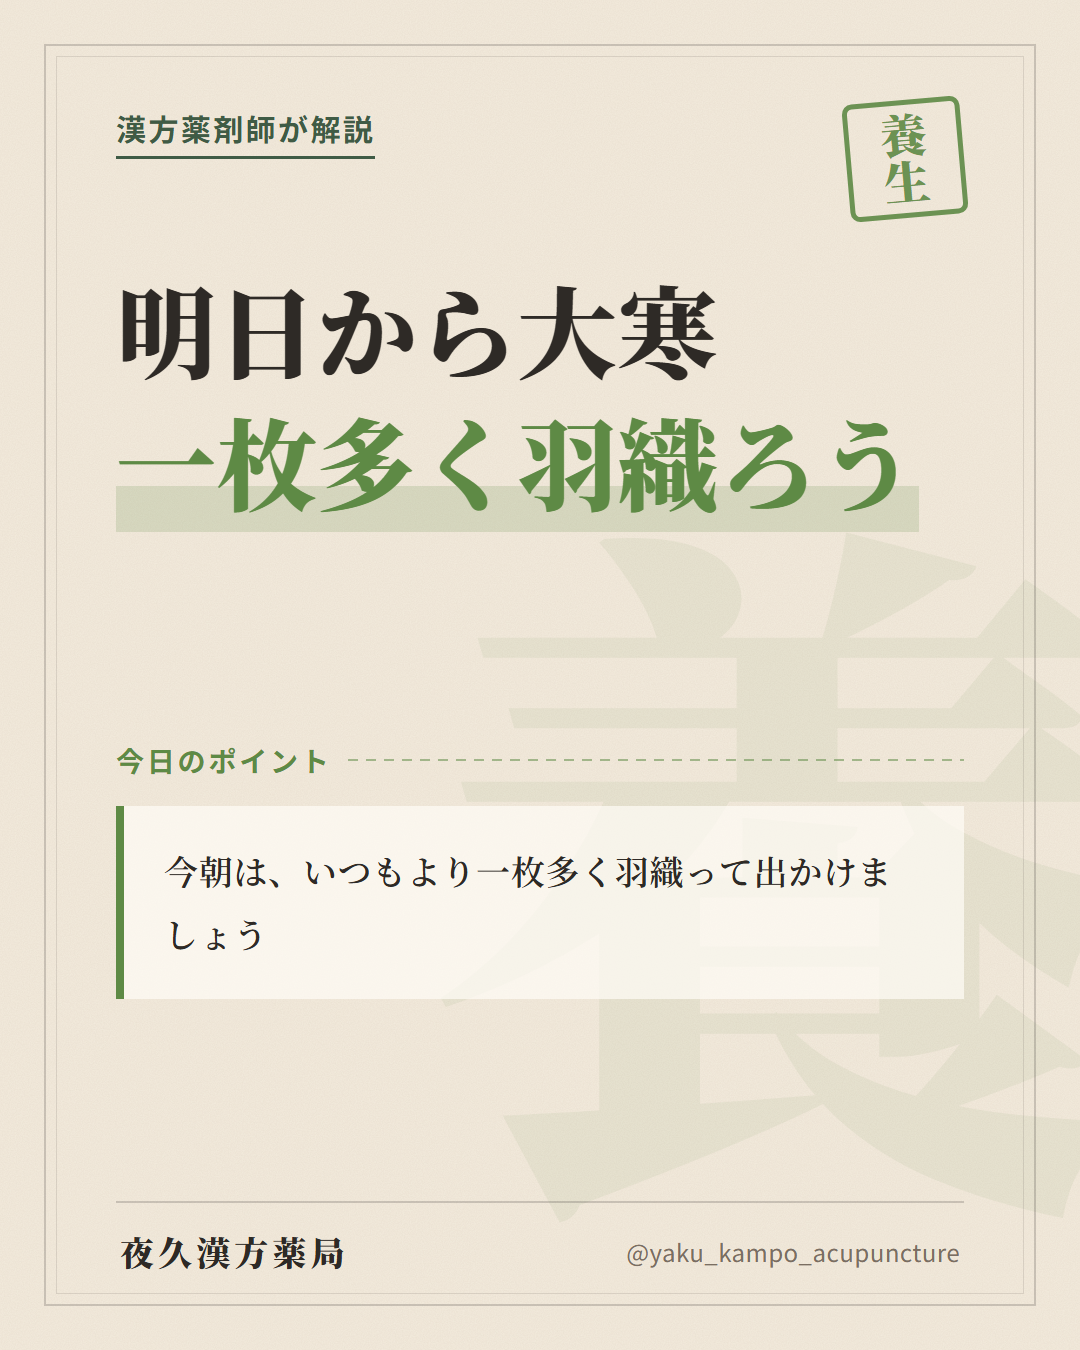 漢方薬剤師が解説
養生
明日から大寒
一枚多く羽織ろう
今日のポイント
今朝は、いつもより一枚多く羽織って出かけま
しょう
夜久漢方薬局
@yaku_kampo_acupuncture
養